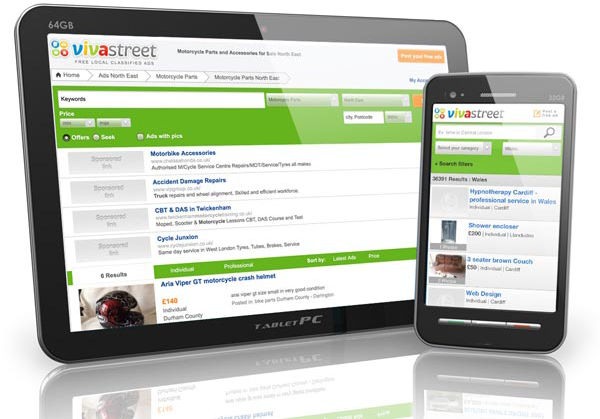 64GB
vivastreet
FREE LOCAL CLASSIFIED ADS
Motorcycle Parts and Accessories for Sale North East
Post your free ad
Home
Ads North East
Motorcycle Parts
Motorcycle Parts North East
My Account
Keywords
Motorcycle Parts
North East
Price
min
max
city, Postcode
Offers
Seek
Ads with pics
Sponsored link
Motorbike Accessories
www.chelseashorbs.co.uk/
Authorised M/Cycle Service Centre Repairs/MOT/Service/Tyres all makes
Sponsored link
Accident Damage Repairs
www.vipgroup.co.uk/
Truck repairs and wheel alignment. Skilled and efficient workforce.
Sponsored link
CBT & DAS in Twickenham
www.twickenhammotorcycletraining.co.uk/
Moped, Scooter & Motorcycle Lessons CBT, DAS Course and Test
Sponsored link
Cycle Junxion
www.cyclejunxion.co.uk/
Same day service in West London Tyres, Tubes, Brakes, Service
6 Results
Individual
Professional
Sort by:
Latest Ads
Price
Aria Viper GT motorcycle crash helmet
£140
Individual
Durham County
aria viper gt size small in very good condition
Posted in: bike parts Durham County - Darlington
TABLET PC
32GB
vivastreet
Post a free ad
Select your category
Wales
+ Search filters
36391 Results : Wales
Hypnotherapy Cardiff - professional service in Wales
Individual | Cardiff
Shower encloser
£200 | Individual | Llandudno
3 seater brown Couch
£50 | Individual | Cardiff
Web Design
Individual | Cardiff